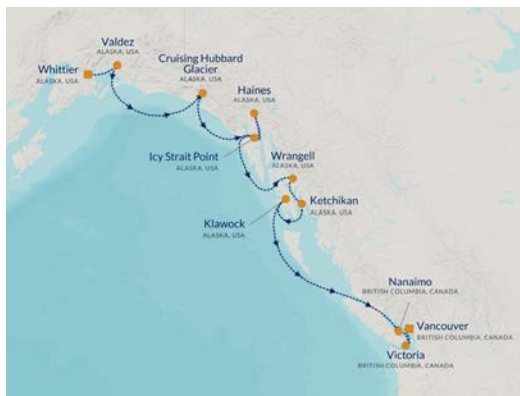 Valdez
ALASKA, USA
Whittier
ALASKA, USA
Cruising Hubbard
Glacier
ALASKA, USA
Haines
ALASKA, USA
Icy Strait Point
ALASKA, USA
Wrangell
ALASKA, USA
Ketchikan
ALASKA, USA
Klawock
ALASKA, USA
Nanaimo
BRITISH COLUMBIA, CANADA
Vancouver
BRITISH COLUMBIA, CANADA
Victoria
BRITISH COLUMBIA, CANADA